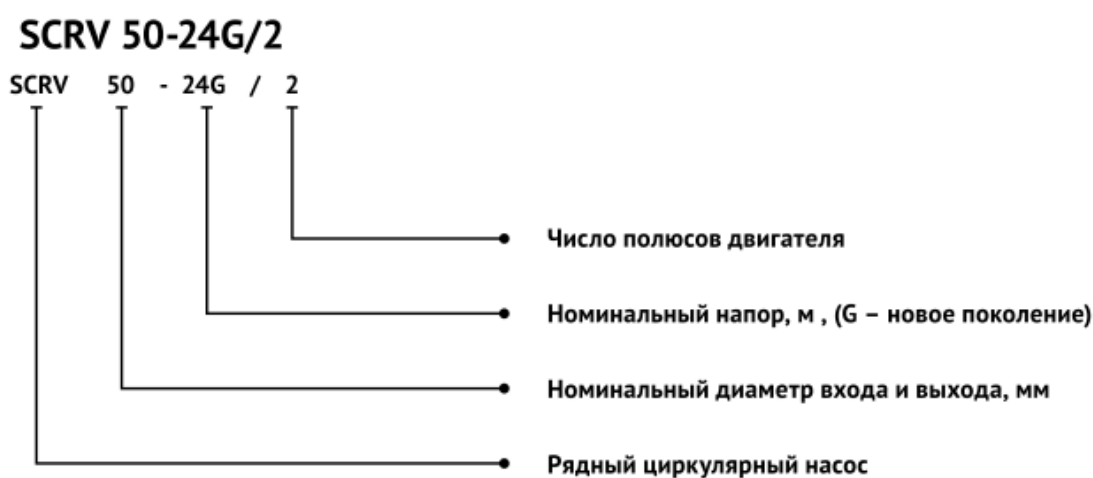 SCRV 50-24G/2
SCRV 50 - 24G / 2
Число полюсов двигателя
Номинальный напор, м , (G – новое поколение)
Номинальный диаметр входа и выхода, мм
Рядный циркулярный насос